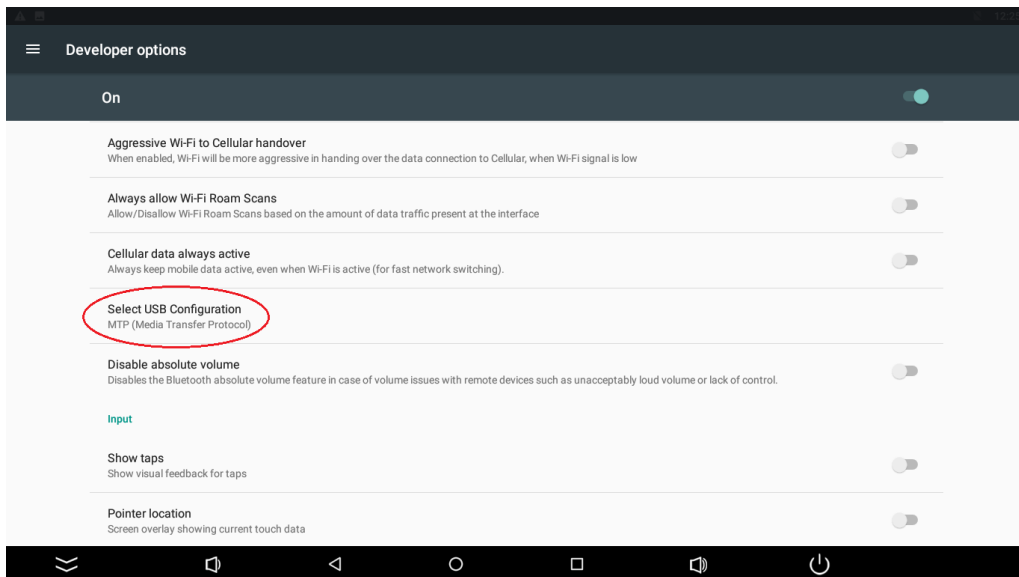 Developer options
On
Aggressive Wi-Fi to Cellular handover
When enabled, Wi-Fi will be more aggressive in handing over the data connection to Cellular, when Wi-Fi signal is low
Always allow Wi-Fi Roam Scans
Allow/Disallow Wi-Fi Roam Scans based on the amount of data traffic present at the interface
Cellular data always active
Always keep mobile data active, even when Wi-Fi is active (for fast network switching).
Select USB Configuration
MTP (Media Transfer Protocol)
Disable absolute volume
Disables the Bluetooth absolute volume feature in case of volume issues with remote devices such as unacceptably loud volume or lack of control.
Input
Show taps
Show visual feedback for taps
Pointer location
Screen overlay showing current touch data